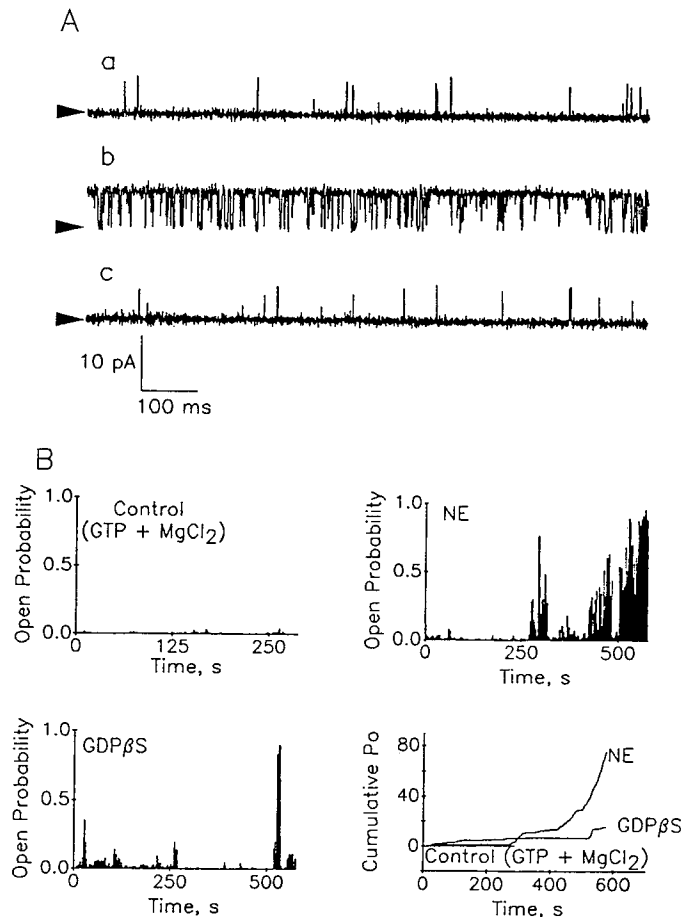 A
a
b
c
10 pA
100 ms
B
Open Probability
1.0
0.5
0.0
Control
(GTP + MgCl2)
0
125
250
Time, s
Open Probability
1.0
0.5
0.0
NE
0
250
500
Time, s
Open Probability
1.0
0.5
0.0
GDPβS
0
250
500
Time, s
Cumulative Po
80
40
0
NE
GDPβS
Control (GTP + MgCl2)
0
200
400
600
Time, s